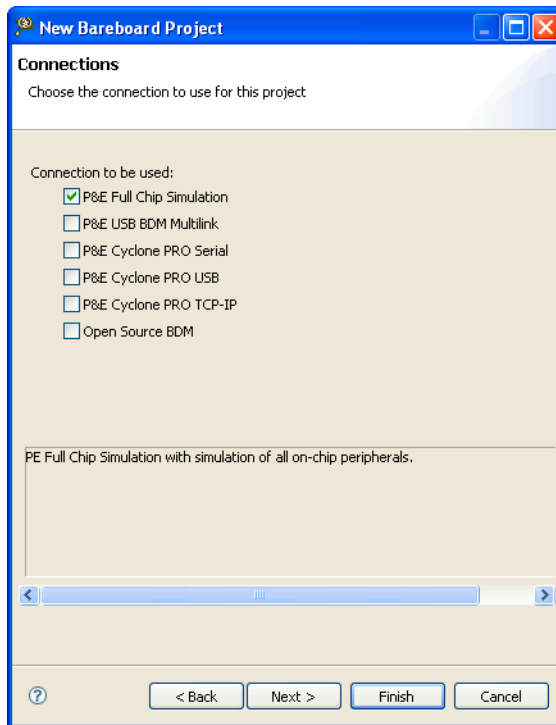 New Bareboard Project
Connections
Choose the connection to use for this project
Connection to be used:
P&E Full Chip Simulation
P&E USB BDM Multilink
P&E Cyclone PRO Serial
P&E Cyclone PRO USB
P&E Cyclone PRO TCP-IP
Open Source BDM
PE Full Chip Simulation with simulation of all on-chip peripherals.
? < Back Next > Finish Cancel